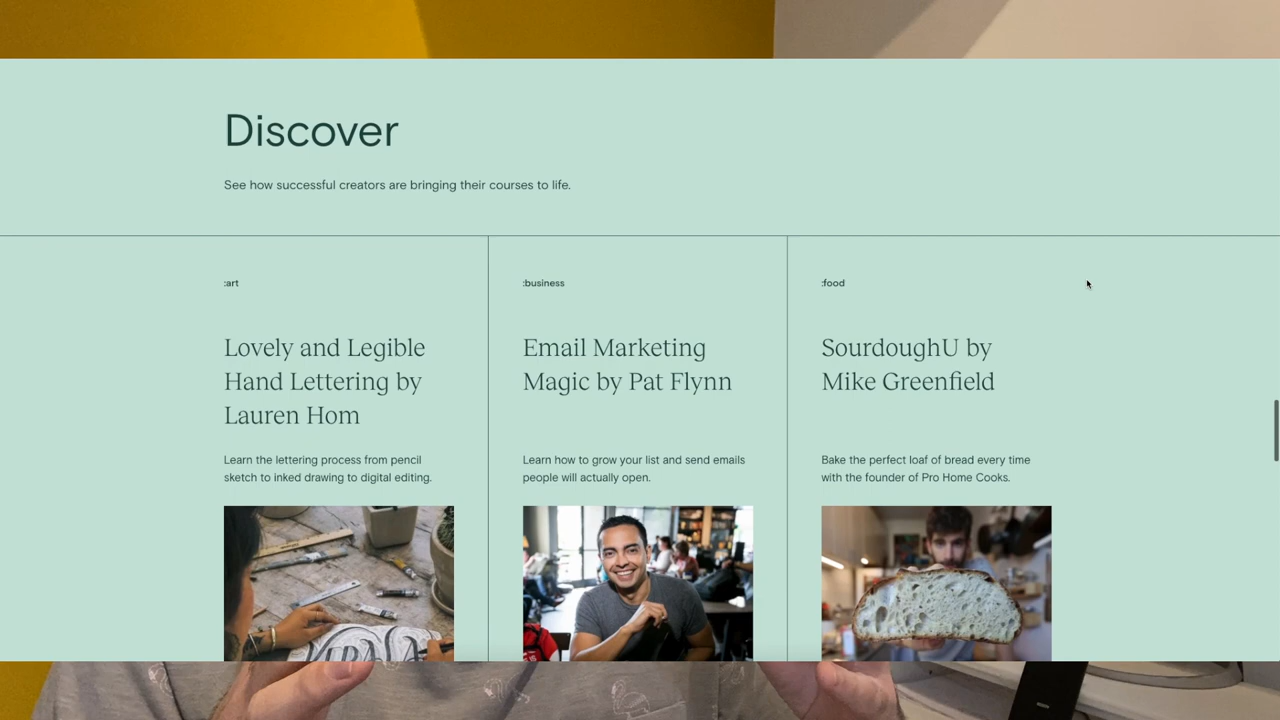 Discover
See how successful creators are bringing their courses to life.
:art
Lovely and Legible
Hand Lettering by
Lauren Hom
Learn the lettering process from pencil
sketch to inked drawing to digital editing.
:business
Email Marketing
Magic by Pat Flynn
Learn how to grow your list and send emails
people will actually open.
:food
SourdoughU by
Mike Greenfield
Bake the perfect loaf of bread every time
with the founder of Pro Home Cooks.